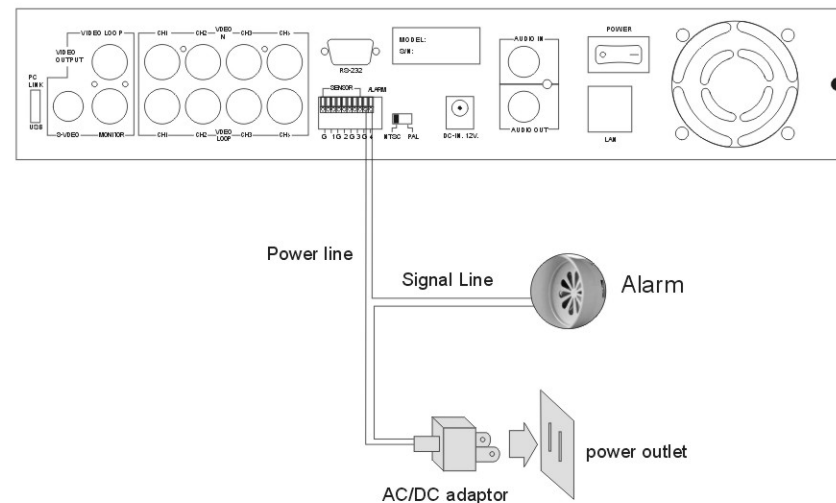 VIDEO LOOP
VIDEO
OUTPUT
PC
LINK
USB
S-VIDEO
MONITOR
CH1 CH2 VIDEO IN CH3 CH4
CH1 CH2 VIDEO LOOP CH3 CH4
RS-232
SENSOR ALARM
G 1 G 2 G 3 G 4
NTSC PAL
MODEL:
S/N:
DC-IN. 12V.
AUDIO IN
AUDIO OUT
POWER
LAN
Power line
Signal Line
Alarm
power outlet
AC/DC adaptor